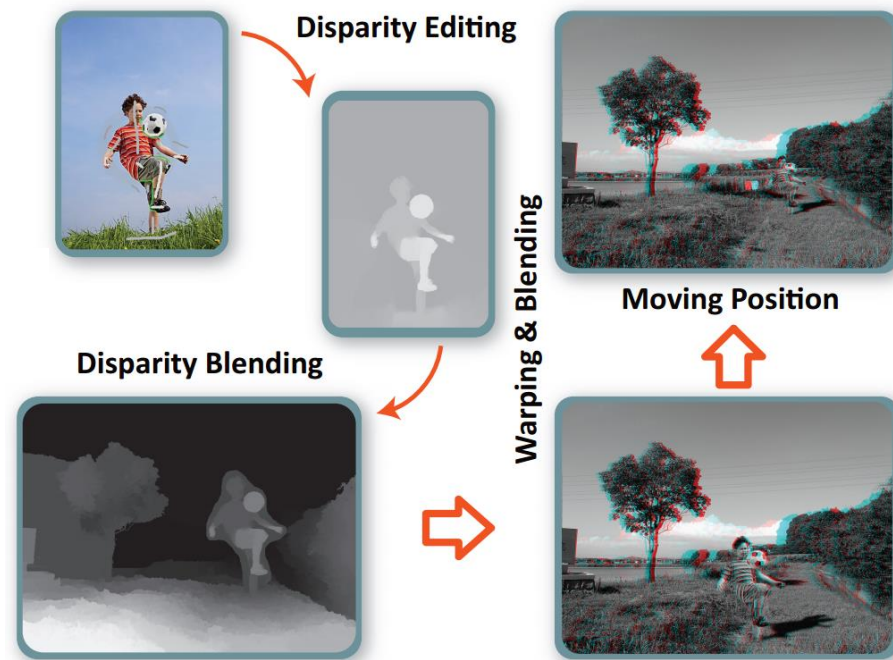 Disparity Editing
Disparity Blending
Warping & Blending
Moving Position